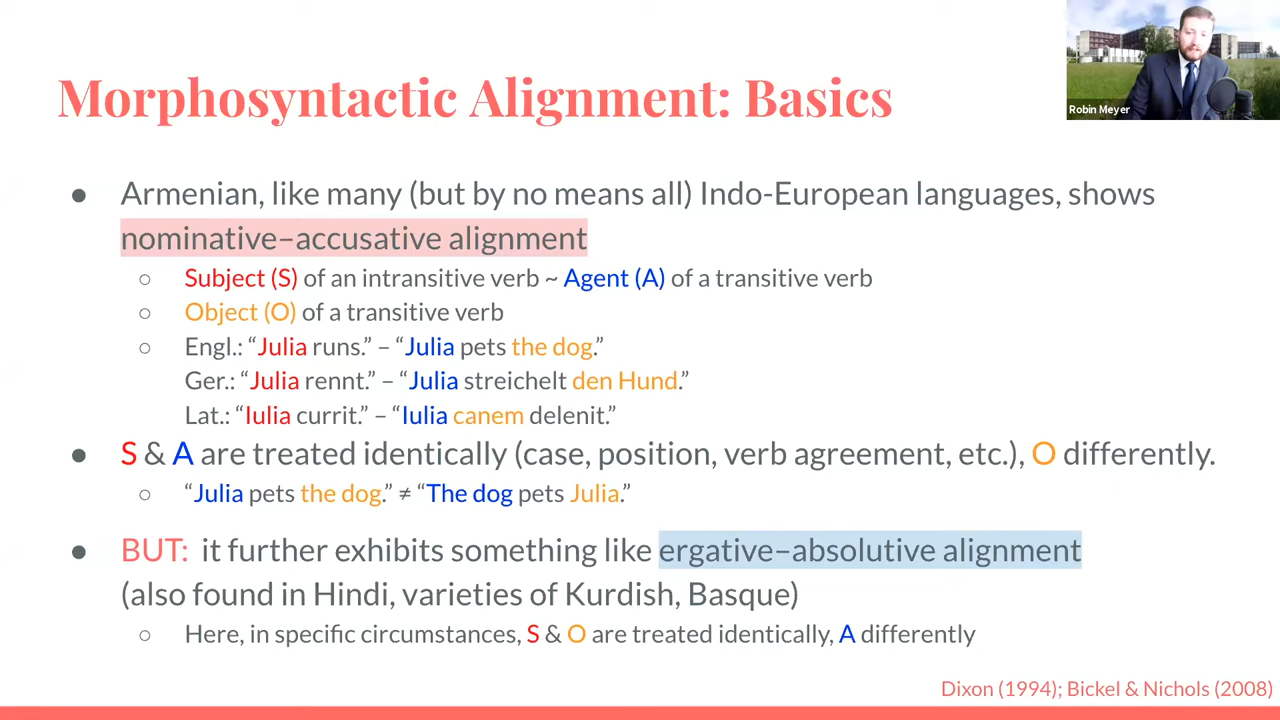 Robin Meyer
Morphosyntactic Alignment: Basics
● Armenian, like many (but by no means all) Indo-European languages, shows
nominative–accusative alignment
○ Subject (S) of an intransitive verb ~ Agent (A) of a transitive verb
○ Object (O) of a transitive verb
○ Engl.: “Julia runs.” – “Julia pets the dog.”
Ger.: “Julia rennt.” – “Julia streichelt den Hund.”
Lat.: “Iulia currit.” – “Iulia canem delenit.”
● S & A are treated identically (case, position, verb agreement, etc.), O differently.
○ “Julia pets the dog.” ≠ “The dog pets Julia.”
● BUT: it further exhibits something like ergative–absolutive alignment
(also found in Hindi, varieties of Kurdish, Basque)
○ Here, in specific circumstances, S & O are treated identically, A differently
Dixon (1994); Bickel & Nichols (2008)